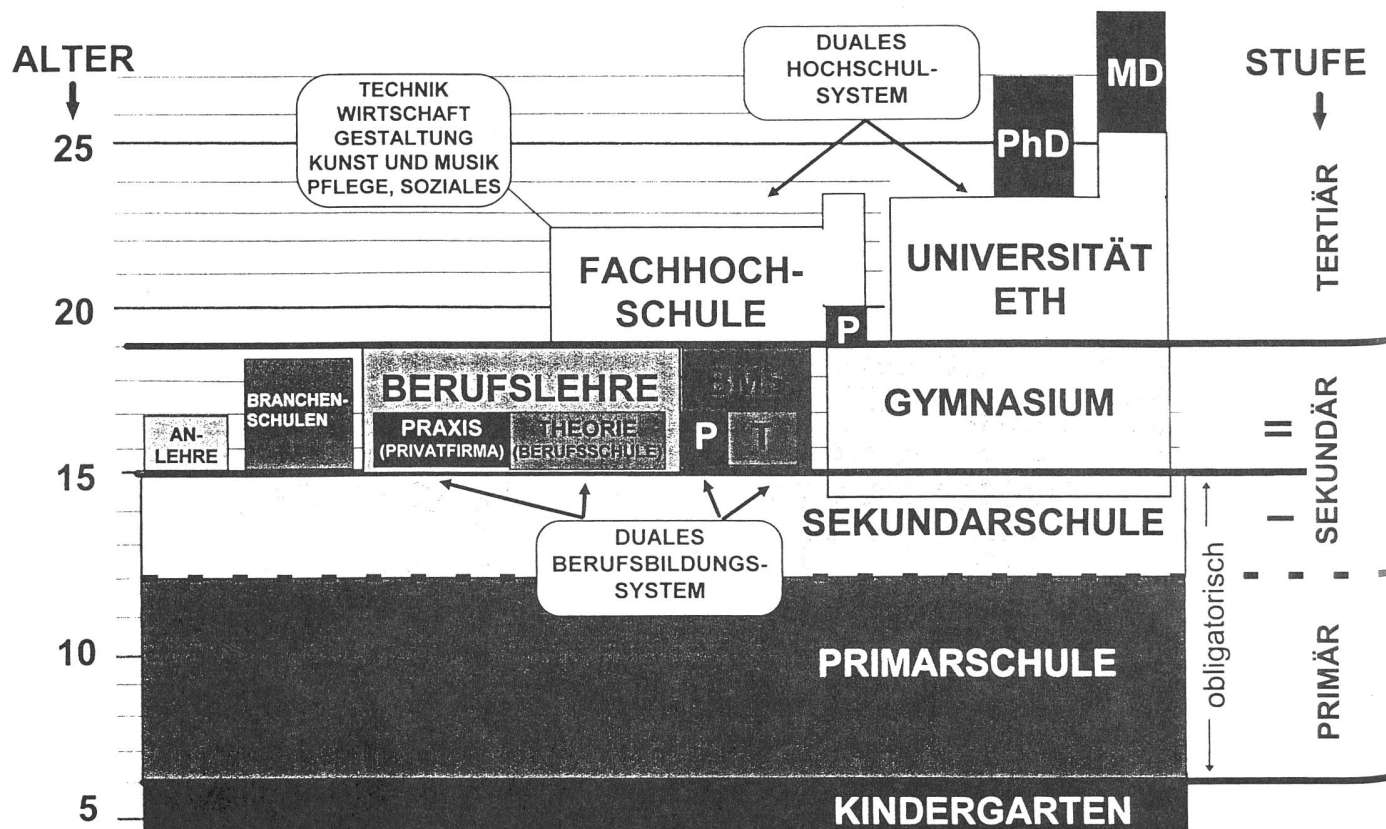 ALTER
25
20
15
10
5
TECHNIK
WIRTSCHAFT
GESTALTUNG
KUNST UND MUSIK
PFLEGE, SOZIALES
DUALES
HOCHSCHUL-
SYSTEM
MD
PhD
STUFE
TERTIÄR
FACHHOCH-
SCHULE
P
UNIVERSITÄT
ETH
AN-
LEHRE
BRANCHEN-
SCHULEN
BERUFSLEHRE
PRAXIS
(PRIVATFIRMA)
THEORIE
(BERUFSSCHULE)
BMS
P
T
GYMNASIUM
II
I
SEKUNDÄR
SEKUNDARSCHULE
DUALES
BERUFSBILDUNGS-
SYSTEM
obligatorisch
PRIMARSCHULE
PRIMÄR
KINDERGARTEN